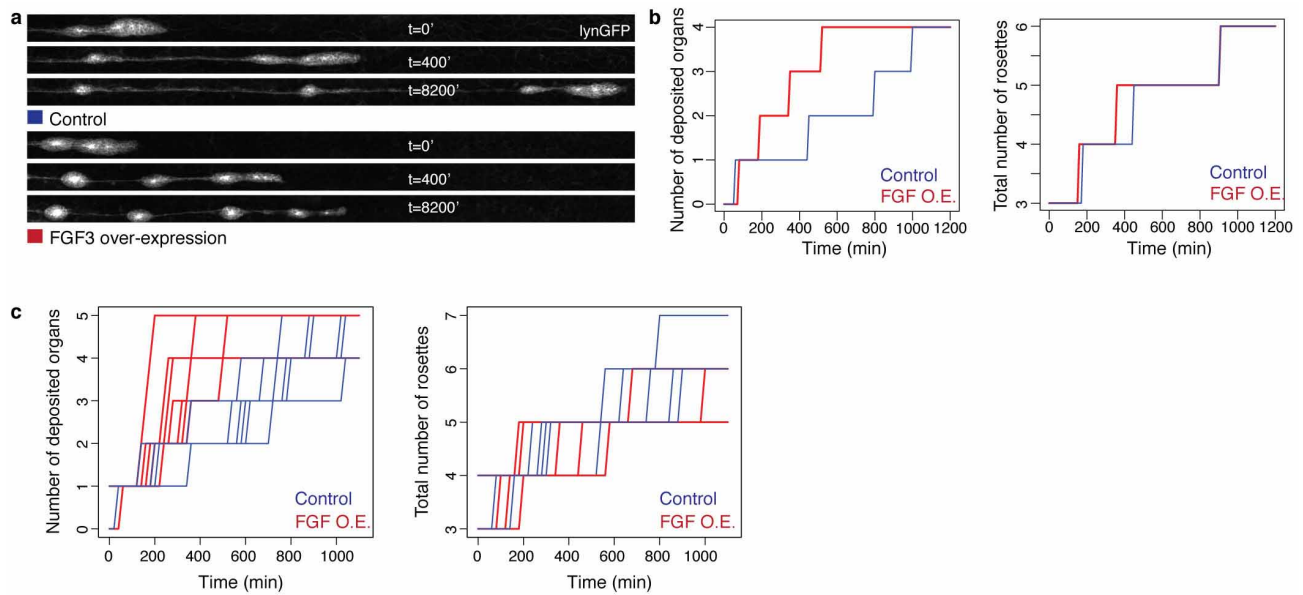 a
t=0’
lynGFP
t=400’
t=8200’
Control
t=0’
t=400’
t=8200’
FGF3 over-expression
b
Number of deposited organs
4
3
2
1
0
Control
FGF O.E.
0 200 400 600 800 1000 1200
Time (min)
Total number of rosettes
6
5
4
3
Control
FGF O.E.
0 200 400 600 800 1000 1200
Time (min)
c
Number of deposited organs
5
4
3
2
1
0
Control
FGF O.E.
0 200 400 600 800 1000
Time (min)
Total number of rosettes
7
6
5
4
3
Control
FGF O.E.
0 200 400 600 800 1000
Time (min)